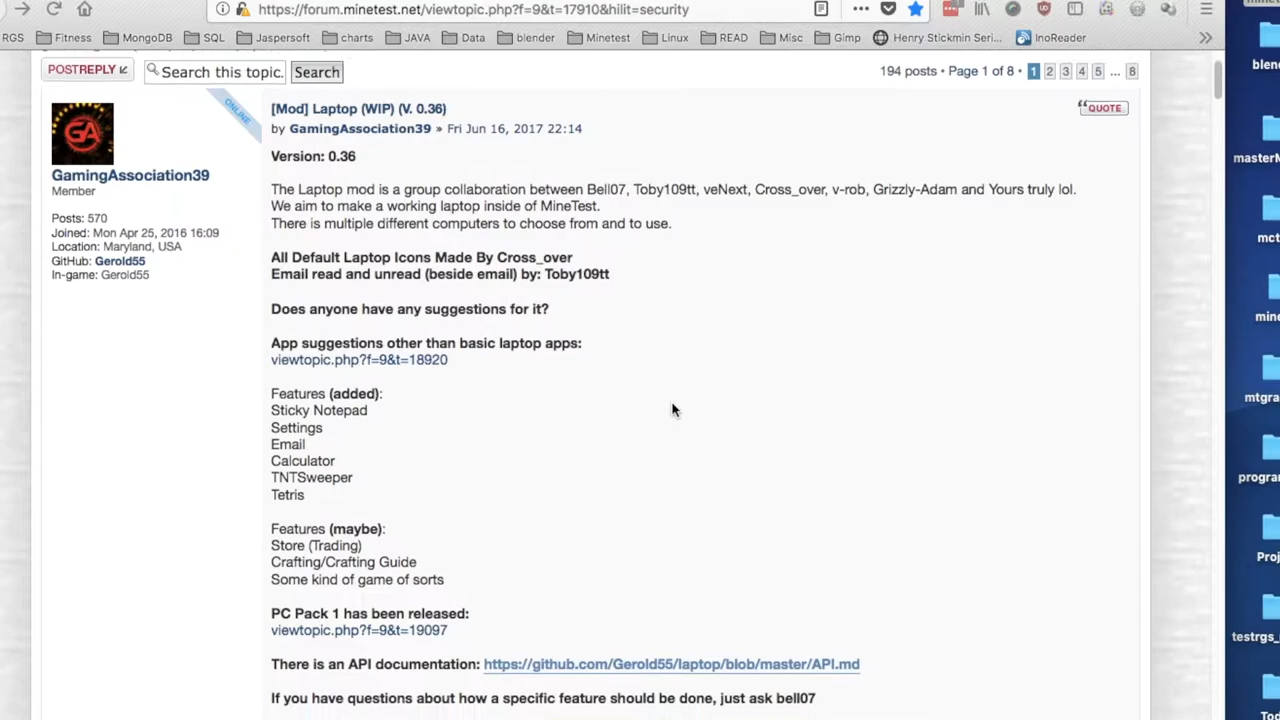 https://forum.minetest.net/viewtopic.php?f=9&t=17910&hilit=security
RGS Fitness MongoDB SQL Jaspersoft charts JAVA Data blender Minetest Linux READ Misc Gimp Henry Stickmin Seri... InoReader
POSTREPLY Search this topic. Search 194 posts • Page 1 of 8 • 1 2 3 4 5 ... 8
ONLINE
GA
GamingAssociation39
Member
Posts: 570
Joined: Mon Apr 25, 2016 16:09
Location: Maryland, USA
GitHub: Gerold55
In-game: Gerold55
[Mod] Laptop (WIP) (V. 0.36)
QUOTE
by GamingAssociation39 » Fri Jun 16, 2017 22:14
Version: 0.36
The Laptop mod is a group collaboration between Bell07, Toby109tt, veNext, Cross_over, v-rob, Grizzly-Adam and Yours truly lol.
We aim to make a working laptop inside of MineTest.
There is multiple different computers to choose from and to use.
All Default Laptop Icons Made By Cross_over
Email read and unread (beside email) by: Toby109tt
Does anyone have any suggestions for it?
App suggestions other than basic laptop apps:
viewtopic.php?f=9&t=18920
Features (added):
Sticky Notepad
Settings
Email
Calculator
TNTSweeper
Tetris
Features (maybe):
Store (Trading)
Crafting/Crafting Guide
Some kind of game of sorts
PC Pack 1 has been released:
viewtopic.php?f=9&t=19097
There is an API documentation: https://github.com/Gerold55/laptop/blob/master/API.md
If you have questions about how a specific feature should be done, just ask bell07
blen
masterM
mct
mine
mtgra
progran
Proj
testrgs_